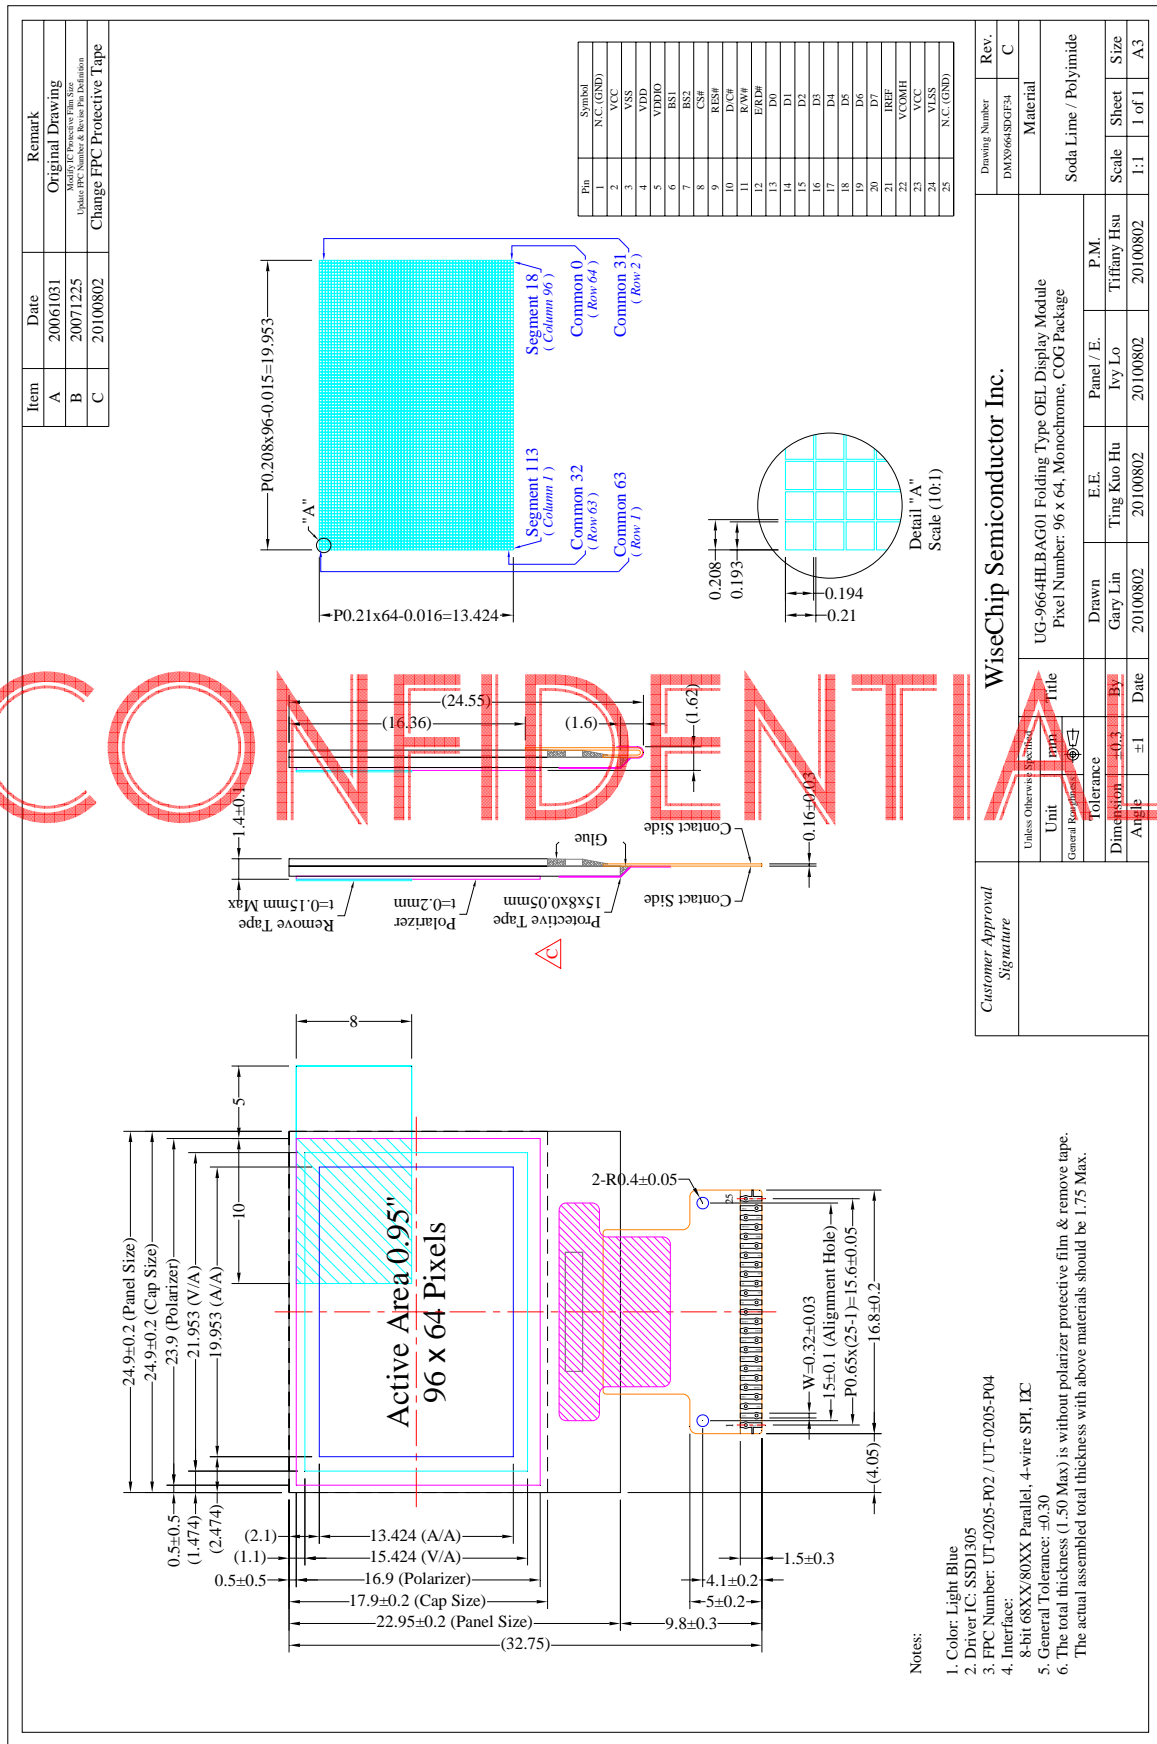 Item Date Remark
A 20061031 Original Drawing
B 20071225 Modify IC Protective Film Size
Update FPC Number & Revise Pin Definition
C 20100802 Change FPC Protective Tape
24.9±0.2 (Panel Size)
24.9±0.2 (Cap Size)
23.9 (Polarizer)
21.953 (V/A)
19.953 (A/A)
10
5
8
0.5±0.5
(1.474)
(2.474)
(2.1)
(1.1)
0.5±0.5
13.424 (A/A)
15.424 (V/A)
16.9 (Polarizer)
17.9±0.2 (Cap Size)
22.95±0.2 (Panel Size)
(32.75)
9.8±0.3
5±0.2
4.1±0.2
1.5±0.3
Active Area 0.95"
96 x 64 Pixels
2-R0.4±0.05
1
25
W=0.32±0.03
15±0.1 (Alignment Hole)
P0.65x(25-1)=15.6±0.05
16.8±0.2
(4.05)
1.4±0.1
Remove Tape
t=0.15mm Max
Polarizer
t=0.2mm
Protective Tape
15x8x0.05mm
C
Glue
Contact Side
Contact Side
0.16±0.03
(24.55)
(16.36)
(1.6)
(1.62)
CONFIDENTIAL
P0.208x96-0.015=19.953
"A"
P0.21x64-0.016=13.424
Segment 113
( Column 1 )
Common 32
( Row 63 )
Common 63
( Row 1 )
Segment 18
( Column 96 )
Common 0
( Row 64 )
Common 31
( Row 2 )
0.208
0.193
0.194
0.21
Detail "A"
Scale (10:1)
Pin Symbol
1 N.C. (GND)
2 VCC
3 VSS
4 VDD
5 VDDIO
6 BS1
7 BS2
8 CS#
9 RES#
10 D/C#
11 R/W#
12 E/RD#
13 D0
14 D1
15 D2
16 D3
17 D4
18 D5
19 D6
20 D7
21 IREF
22 VCOMH
23 VCC
24 VLSS
25 N.C. (GND)
Notes:
1. Color: Light Blue
2. Driver IC: SSD1305
3. FPC Number: UT-0205-P02 / UT-0205-P04
4. Interface:
8-bit 68XX/80XX Parallel, 4-wire SPI, I2C
5. General Tolerance: ±0.30
6. The total thickness (1.50 Max) is without polarizer protective film & remove tape.
The actual assembled total thickness with above materials should be 1.75 Max.
Customer Approval
Signature
WiseChip Semiconductor Inc.
Drawing Number Rev.
DMX9664SDGF34 C
Unless Otherwise Specified
Unit mm
General Roughness
Tolerance
Dimension ±0.3
Angle ±1
Title
UG-9664HLBAG01 Folding Type OEL Display Module
Pixel Number: 96 x 64, Monochrome, COG Package
Material
Soda Lime / Polyimide
Drawn E.E. Panel / E. P.M.
By Gary Lin Ting Kuo Hu Ivy Lo Tiffany Hsu
Date 20100802 20100802 20100802 20100802
Scale Sheet Size
1:1 1 of 1 A3